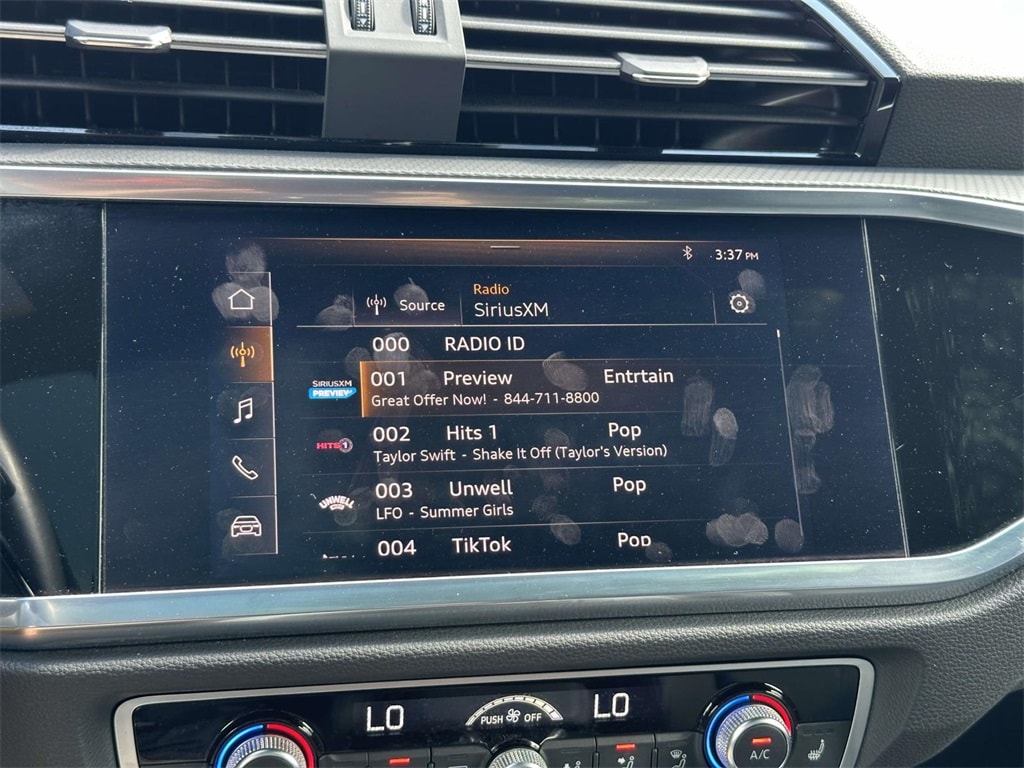 3:37 PM
Source
Radio
SiriusXM
000 RADIO ID
SIRIUSXM
PREVIEW
001 Preview Entrtain
Great Offer Now! - 844-711-8800
HITS 1
002 Hits 1 Pop
Taylor Swift - Shake It Off (Taylor's Version)
UNWELL
003 Unwell Pop
LFO - Summer Girls
004 TikTok Pop
LO
PUSH OFF
LO
A/C